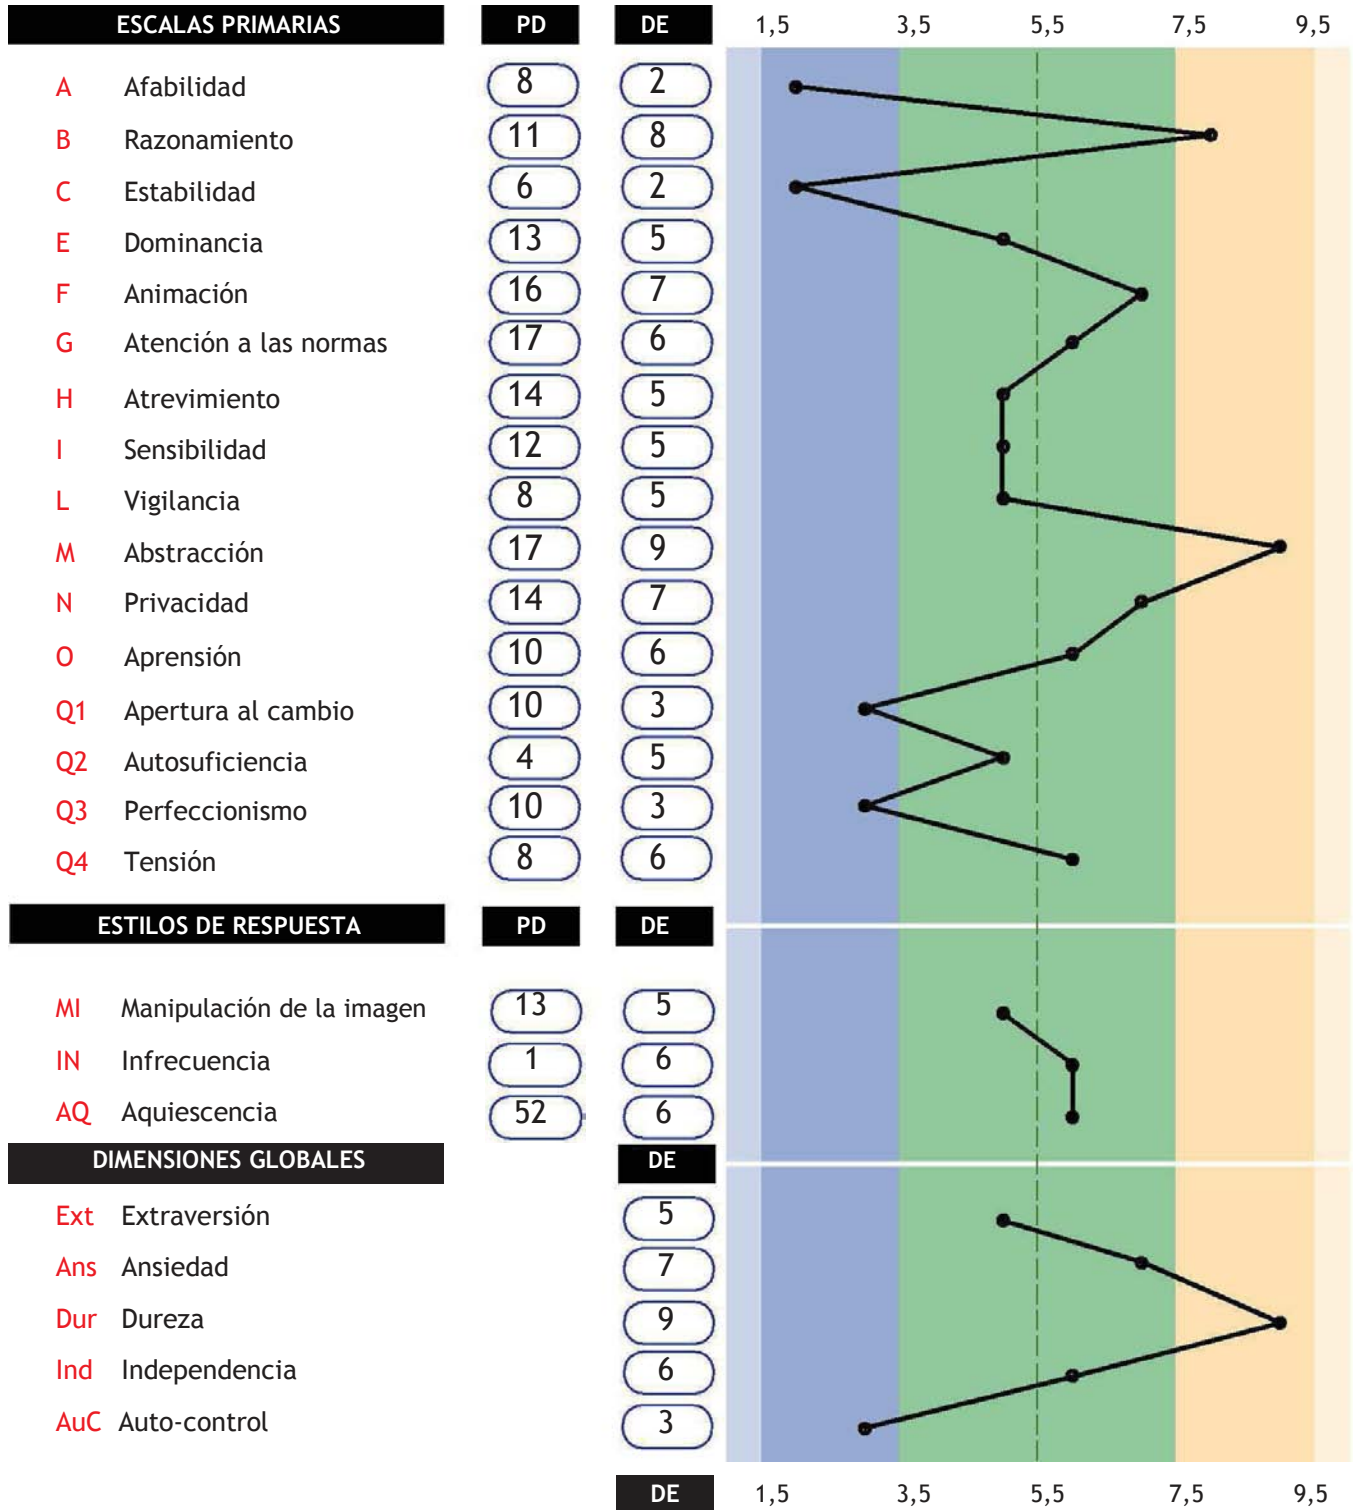 ESCALAS PRIMARIAS PD DE 1,5 3,5 5,5 7,5 9,5
A Afabilidad 8 2
B Razonamiento 11 8
C Estabilidad 6 2
E Dominancia 13 5
F Animación 16 7
G Atención a las normas 17 6
H Atrevimiento 14 5
I Sensibilidad 12 5
L Vigilancia 8 5
M Abstracción 17 9
N Privacidad 14 7
O Aprensión 10 6
Q1 Apertura al cambio 10 3
Q2 Autosuficiencia 4 5
Q3 Perfeccionismo 10 3
Q4 Tensión 8 6
ESTILOS DE RESPUESTA PD DE
MI Manipulación de la imagen 13 5
IN Infrecuencia 1 6
AQ Aquiescencia 52 6
DIMENSIONES GLOBALES DE
Ext Extraversión 5
Ans Ansiedad 7
Dur Dureza 9
Ind Independencia 6
AuC Auto-control 3
DE 1,5 3,5 5,5 7,5 9,5